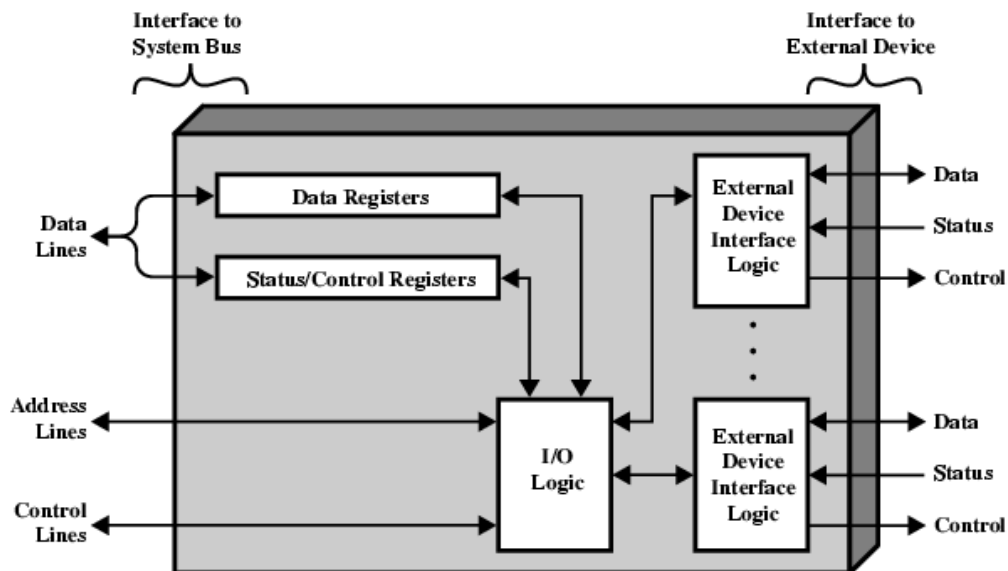 Interface to
System Bus
Interface to
External Device
Data Registers
Status/Control Registers
Data
Lines
Address
Lines
Control
Lines
I/O
Logic
External
Device
Interface
Logic
Data
Status
Control
External
Device
Interface
Logic
Data
Status
Control